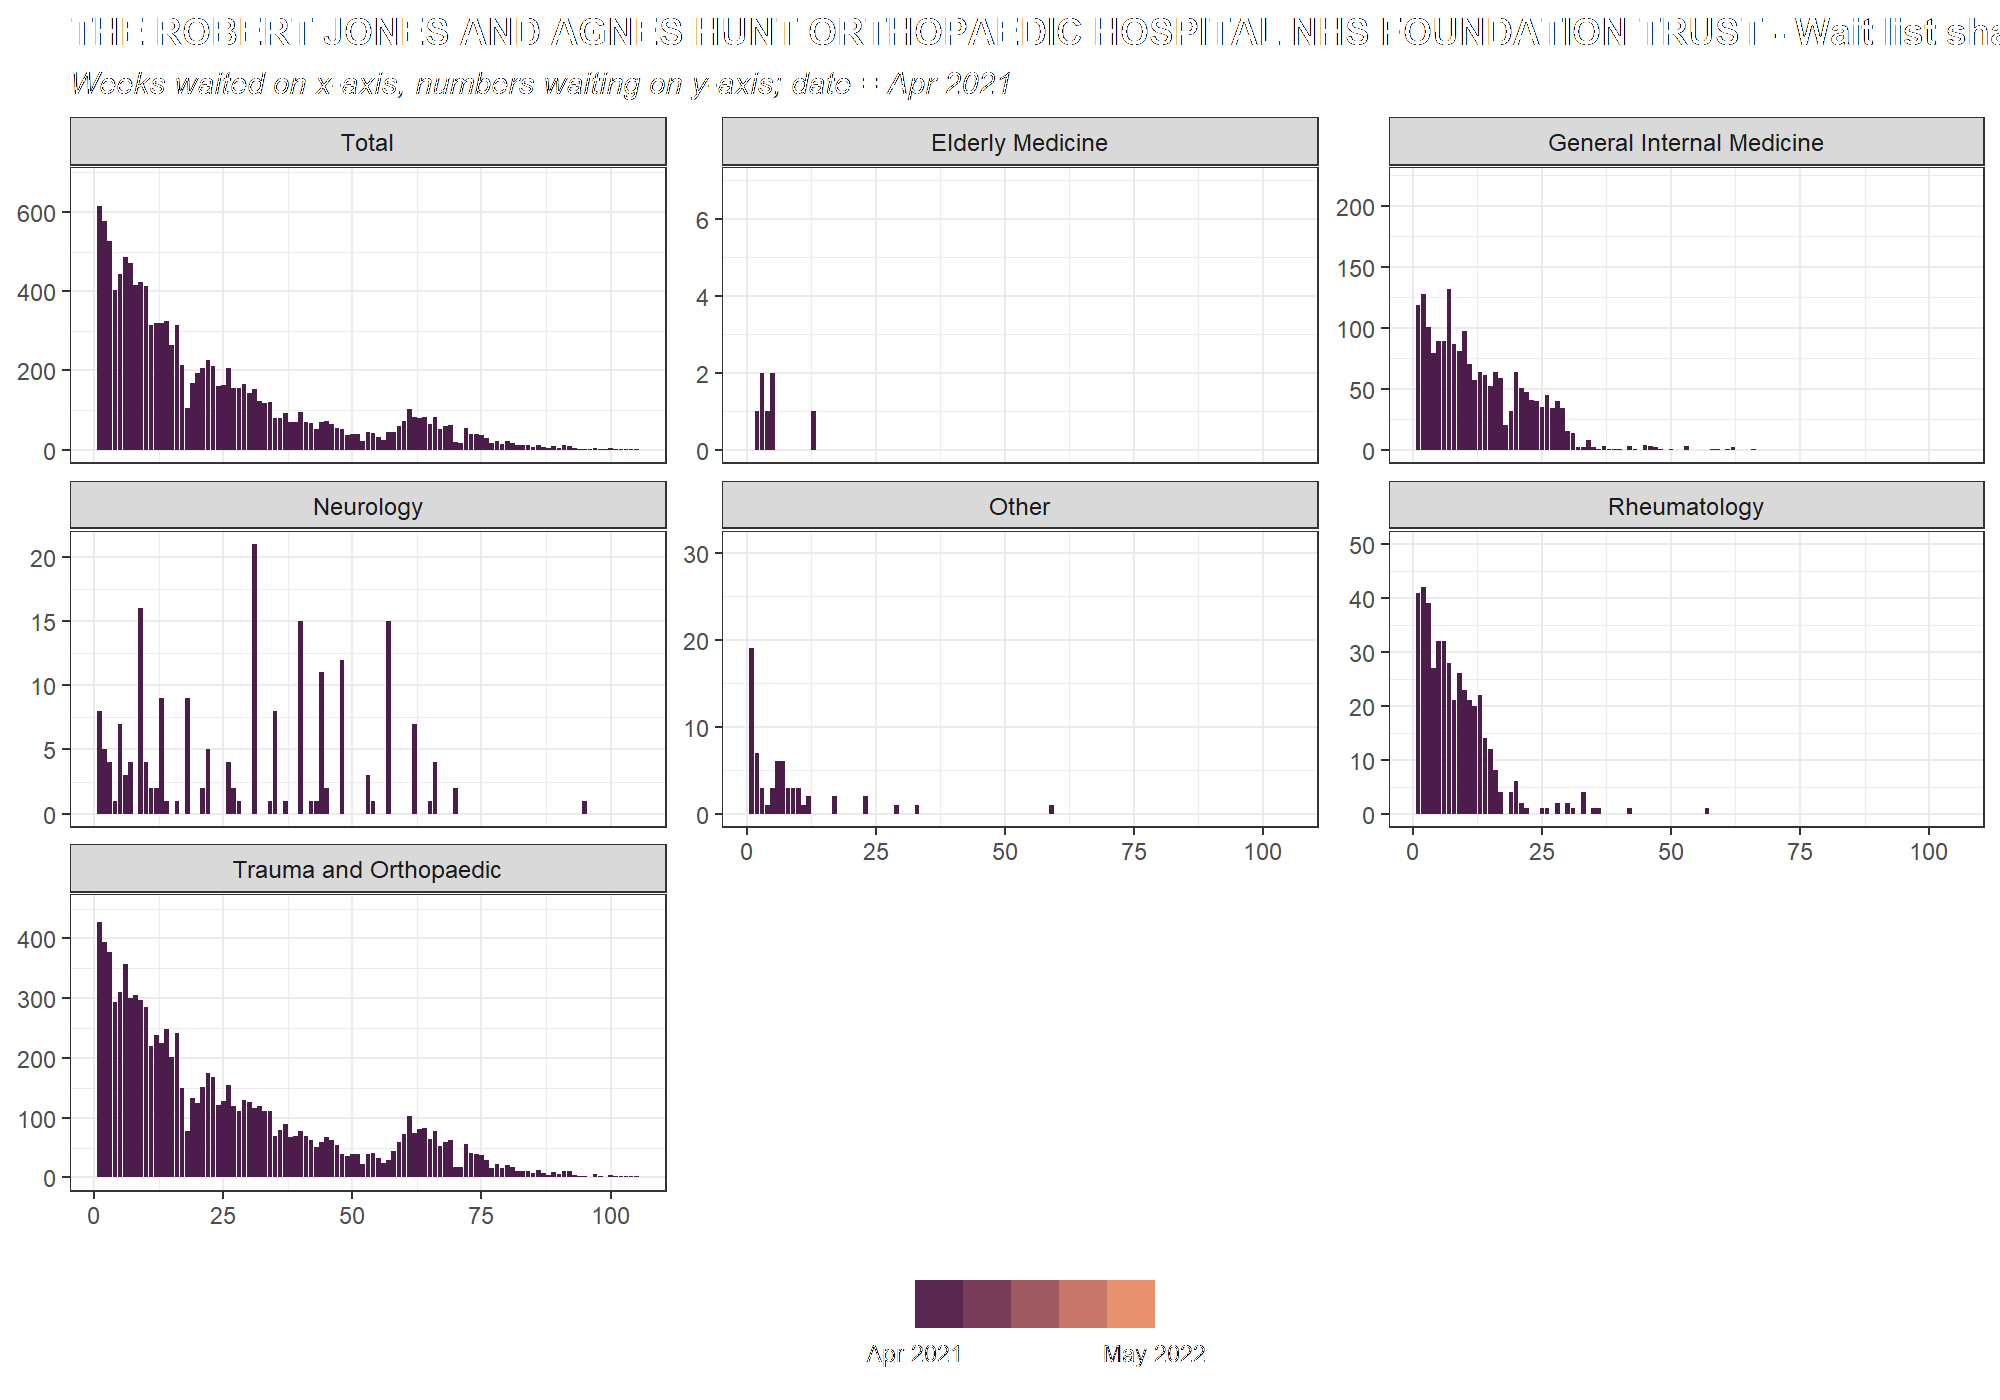 THE ROBERT JONES AND AGNES HUNT ORTHOPAEDIC HOSPITAL NHS FOUNDATION TRUST - Wait list sha
Weeks waited on x-axis, numbers waiting on y-axis; date = Apr 2021
Total
Elderly Medicine
General Internal Medicine
600
400
200
0
6
4
2
0
200
150
100
50
0
Neurology
Other
Rheumatology
20
15
10
5
0
30
20
10
0
50
40
30
20
10
0
0 25 50 75 100
0 25 50 75 100
Trauma and Orthopaedic
400
300
200
100
0
0 25 50 75 100
Apr 2021
May 2022